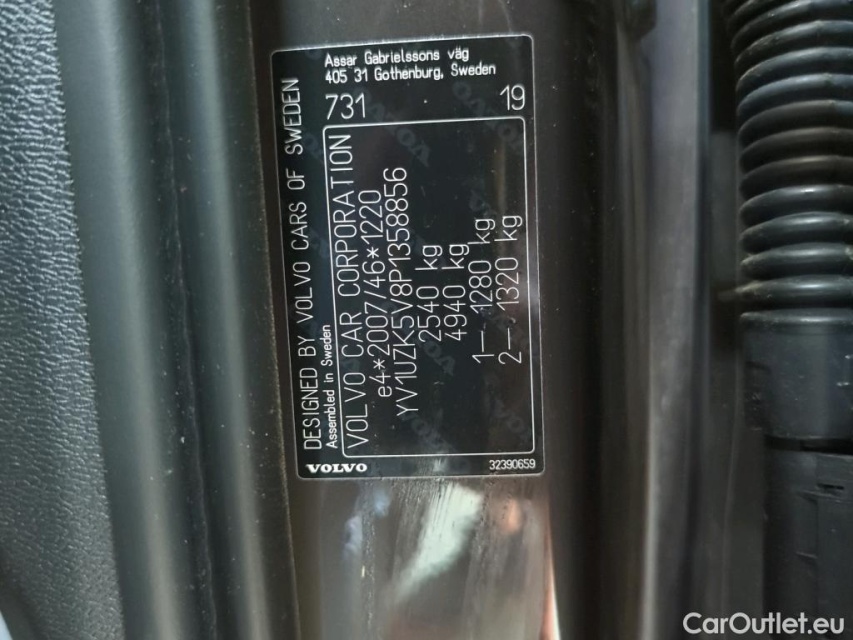 Assar Gabrielssons väg
405 31 Gothenburg, Sweden
731
19
DESIGNED BY VOLVO CARS OF SWEDEN
Assembled in Sweden
VOLVO CAR CORPORATION
e4*2007/46*1220
YV1UZK5V8P1358856
2540 kg
4940 kg
1– 1280 kg
2– 1320 kg
VOLVO
32390659
CarOutlet.eu